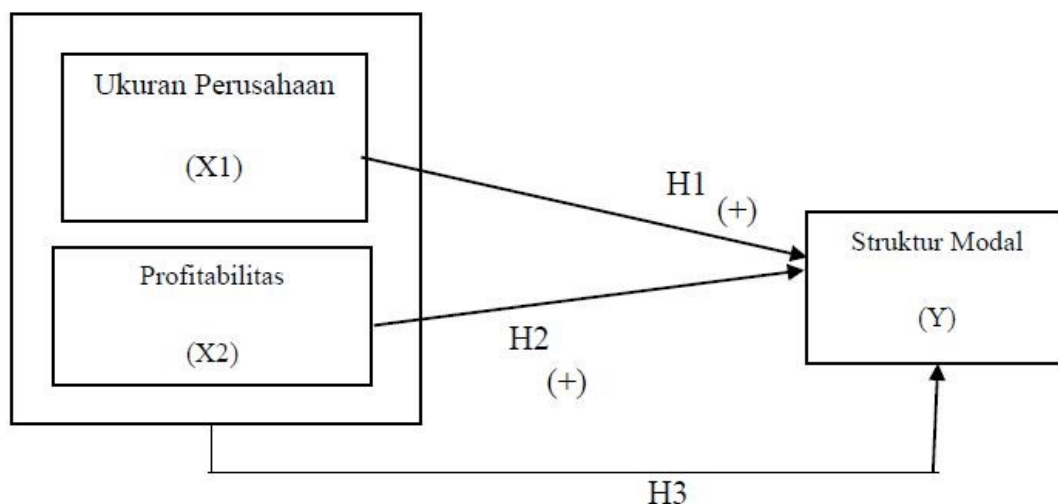 Ukuran Perusahaan
(X1)
Profitabilitas
(X2)
H1
(+)
H2
(+)
Struktur Modal
(Y)
H3